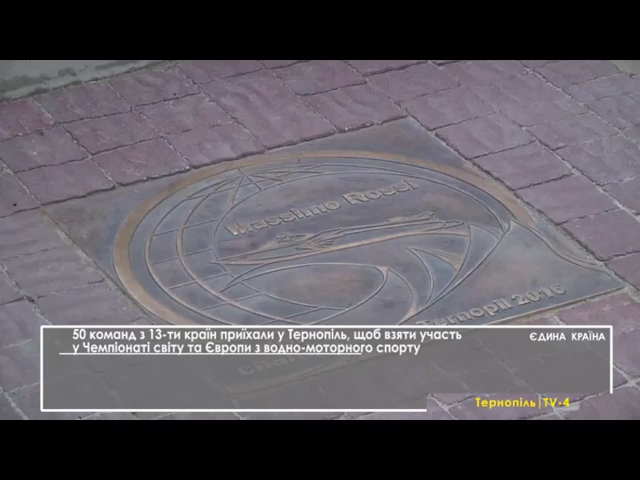 Massimo Rossi
Ternopil 2016
50 команд з 13-ти країн приїхали у Тернопіль, щоб взяти участь
у Чемпіонаті світу та Європи з водно-моторного спорту
ЄДИНА КРАЇНА
Тернопіль|TV-4